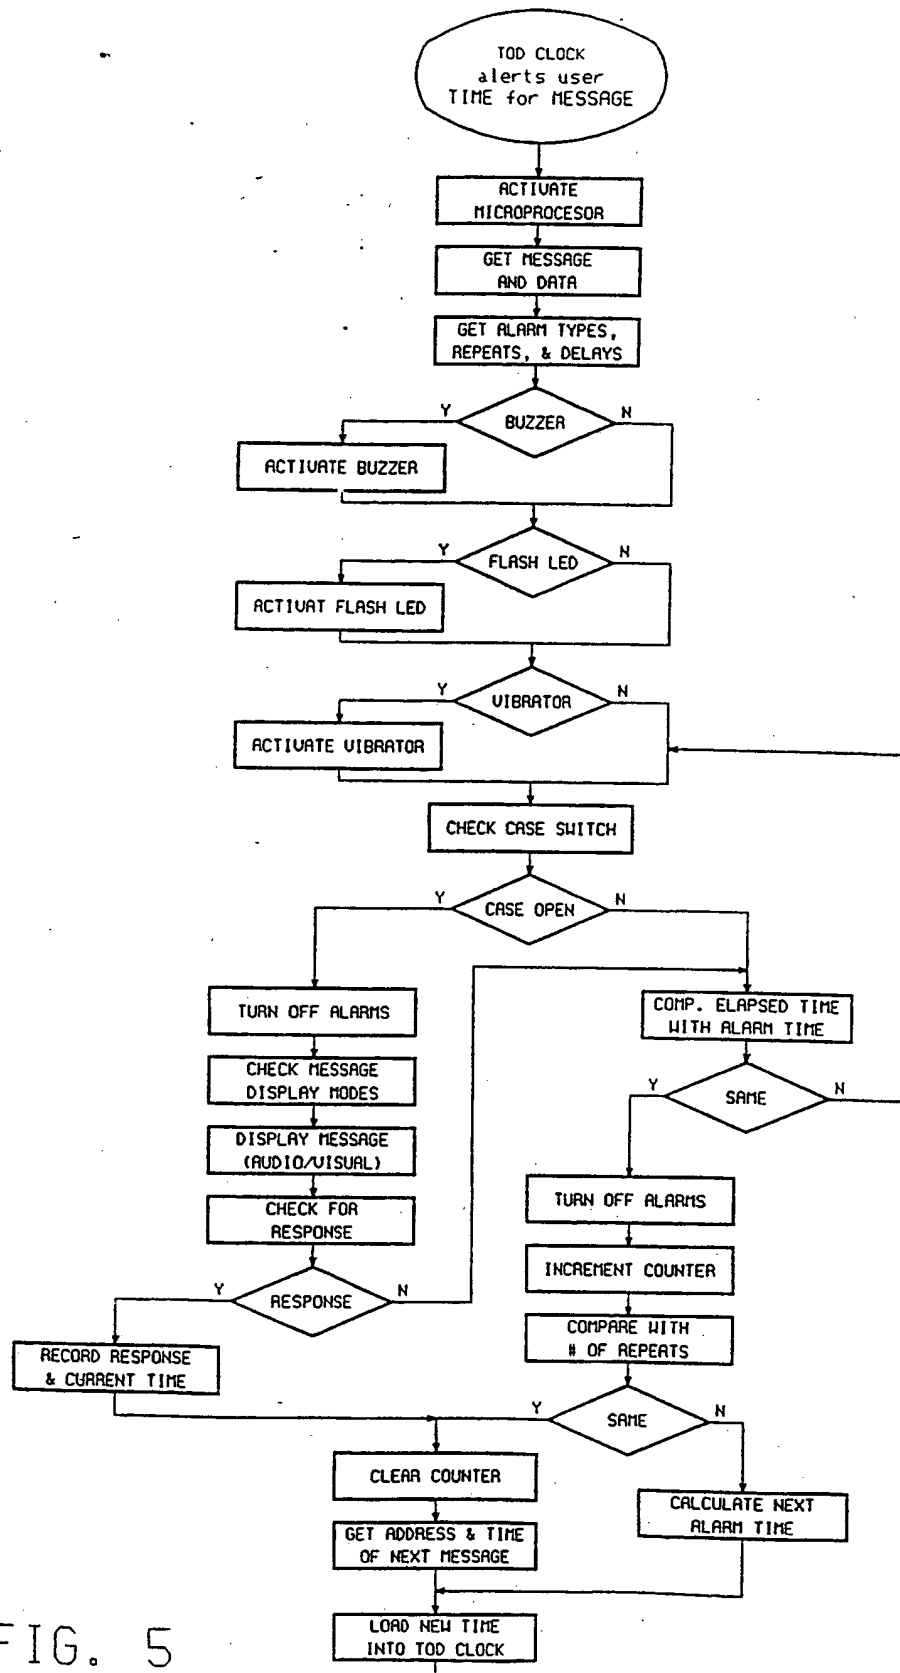 TOD CLOCK
alerts user
TIME for MESSAGE
ACTIVATE
MICROPROCESOR
GET MESSAGE
AND DATA
GET ALARM TYPES,
REPEATS, & DELAYS
BUZZER
Y
N
ACTIVATE BUZZER
FLASH LED
Y
N
ACTIVAT FLASH LED
VIBRATOR
Y
N
ACTIVATE VIBRATOR
CHECK CASE SWITCH
CASE OPEN
Y
N
TURN OFF ALARMS
COMP. ELAPSED TIME
WITH ALARM TIME
CHECK MESSAGE
DISPLAY MODES
SAME
Y
N
DISPLAY MESSAGE
(AUDIO/VISUAL)
TURN OFF ALARMS
CHECK FOR
RESPONSE
INCREMENT COUNTER
RESPONSE
Y
N
COMPARE WITH
# OF REPEATS
RECORD RESPONSE
& CURRENT TIME
SAME
Y
N
CLEAR COUNTER
CALCULATE NEXT
ALARM TIME
GET ADDRESS & TIME
OF NEXT MESSAGE
LOAD NEW TIME
INTO TOD CLOCK
FIG. 5